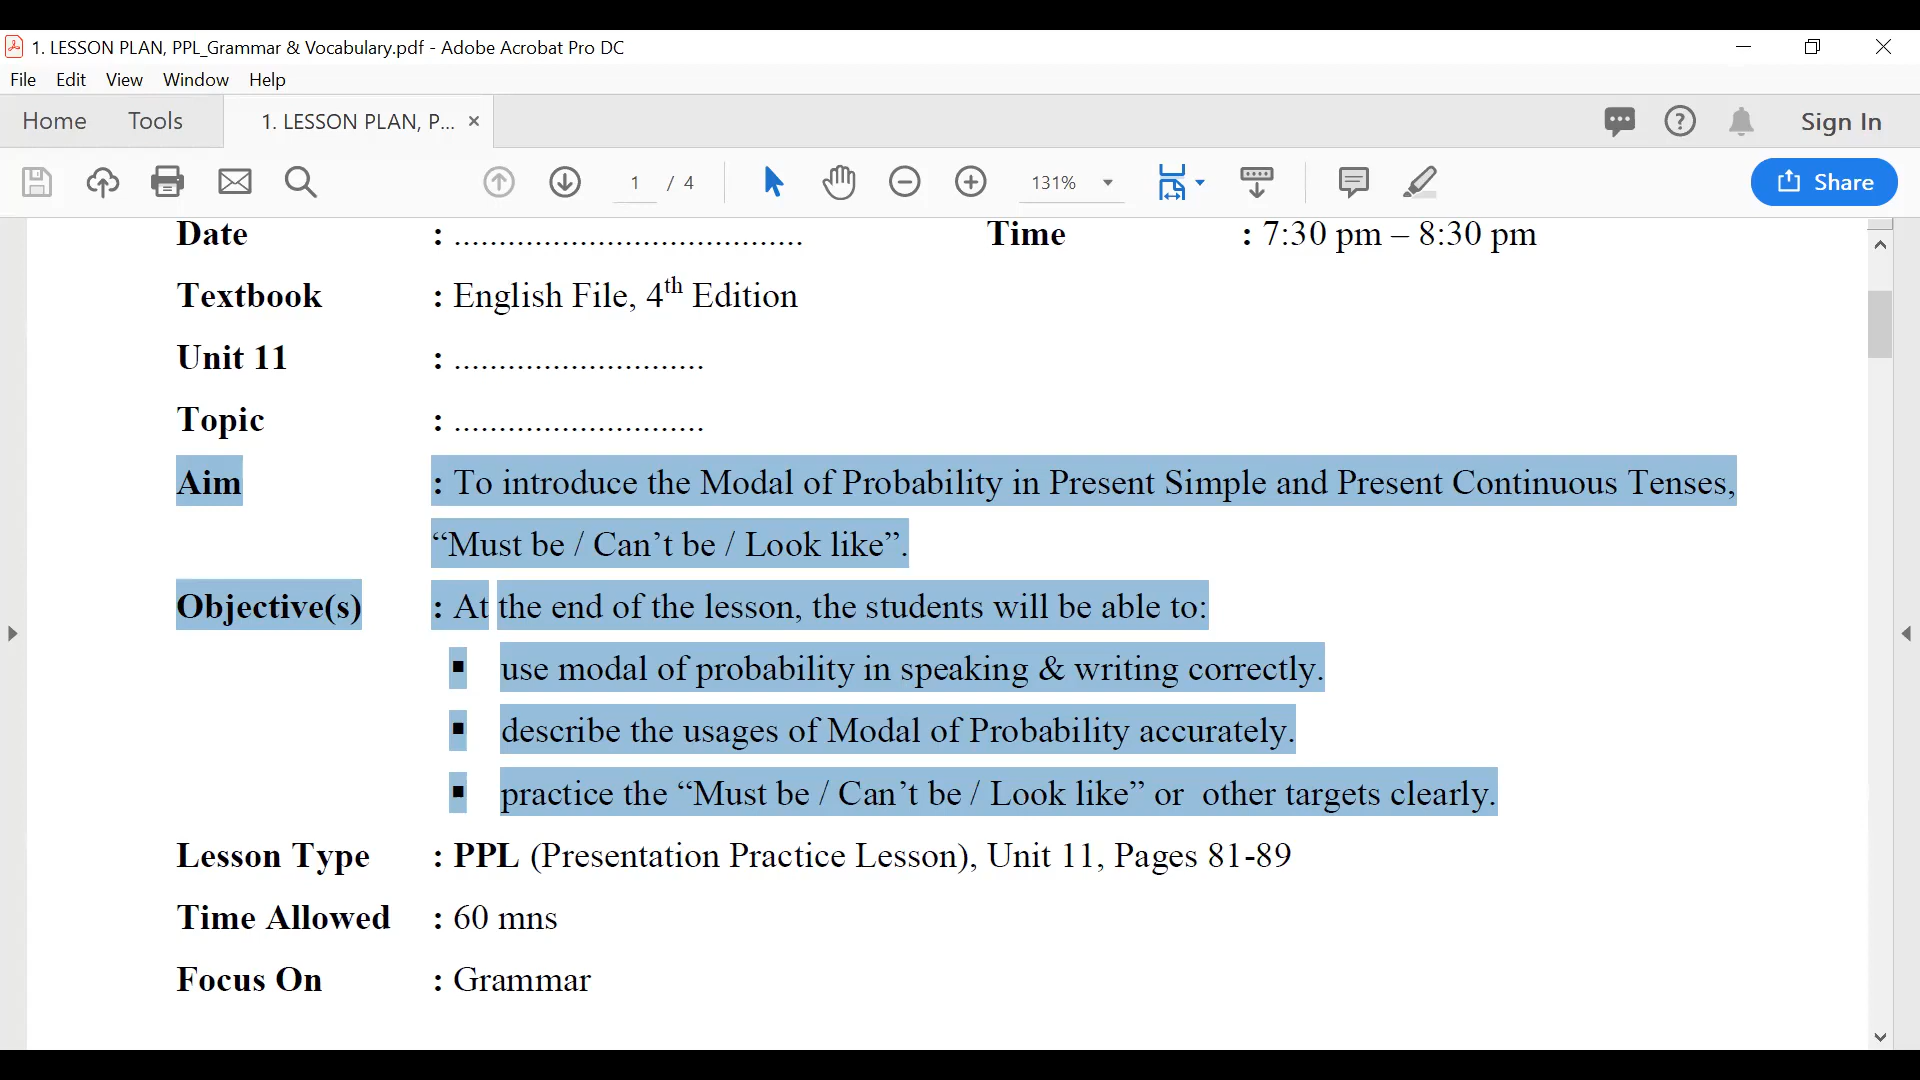 1. LESSON PLAN, PPL_Grammar & Vocabulary.pdf - Adobe Acrobat Pro DC
File Edit View Window Help
Home Tools 1. LESSON PLAN, P... × Sign In
1 / 4 131% Share
Date : ....................................... Time : 7:30 pm – 8:30 pm
Textbook : English File, 4th Edition
Unit 11 : ............................
Topic : ............................
Aim : To introduce the Modal of Probability in Present Simple and Present Continuous Tenses,
“Must be / Can’t be / Look like”.
Objective(s) : At the end of the lesson, the students will be able to:
▪ use modal of probability in speaking & writing correctly.
▪ describe the usages of Modal of Probability accurately.
▪ practice the “Must be / Can’t be / Look like” or other targets clearly.
Lesson Type : PPL (Presentation Practice Lesson), Unit 11, Pages 81-89
Time Allowed : 60 mns
Focus On : Grammar